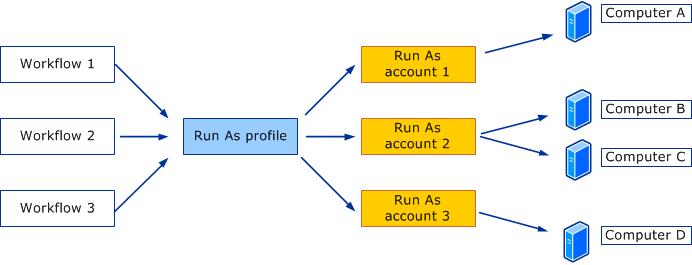 Workflow 1
Workflow 2
Workflow 3
Run As profile
Run As
account 1
Run As
account 2
Run As
account 3
Computer A
Computer B
Computer C
Computer D